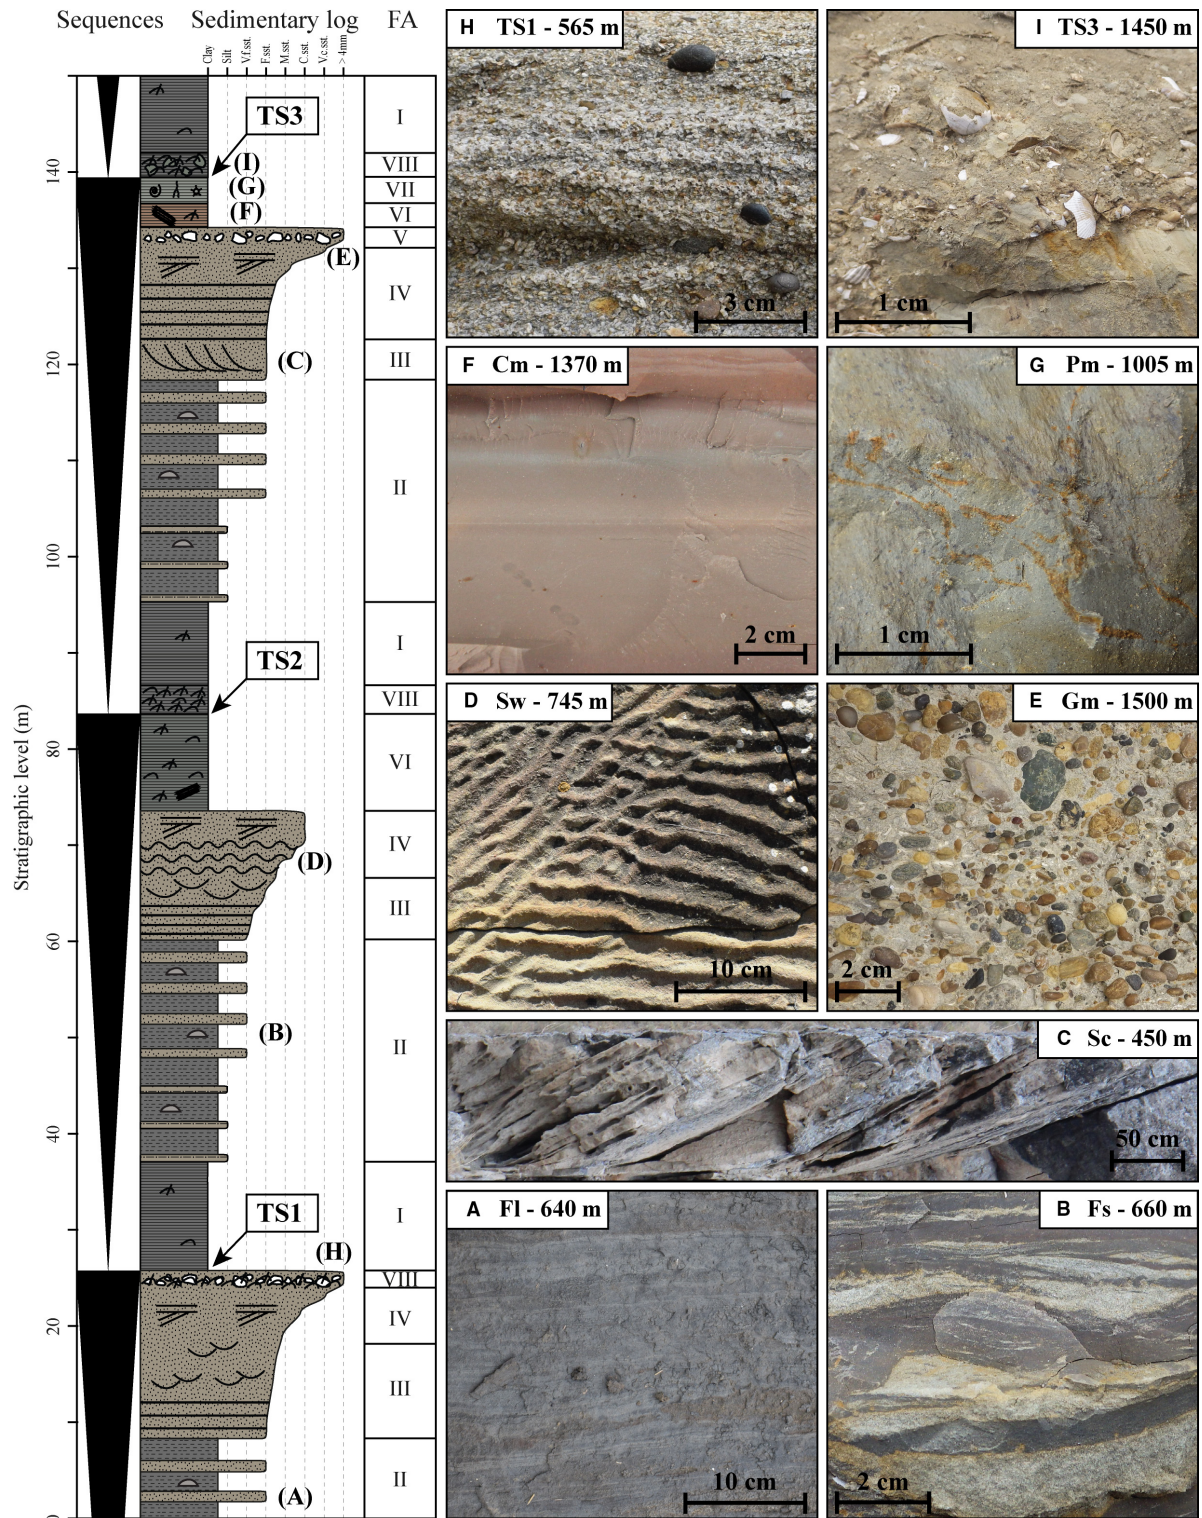 Sequences Sedimentary log FA
Clay Silt V.f.sst. F.sst. M.sst. C.sst. V.c.sst. >4mm
Stratigraphic level (m)
140
120
100
80
60
40
20
0
TS3
(I)
(G)
(F)
(E)
(C)
TS2
(D)
(B)
TS1
(H)
(A)
I
VIII
VII
VI
V
IV
III
II
I
VIII
VI
IV
III
II
I
VIII
IV
III
II
H TS1 - 565 m
3 cm
I TS3 - 1450 m
1 cm
F Cm - 1370 m
2 cm
G Pm - 1005 m
1 cm
D Sw - 745 m
10 cm
E Gm - 1500 m
2 cm
C Sc - 450 m
50 cm
A Fl - 640 m
10 cm
B Fs - 660 m
2 cm